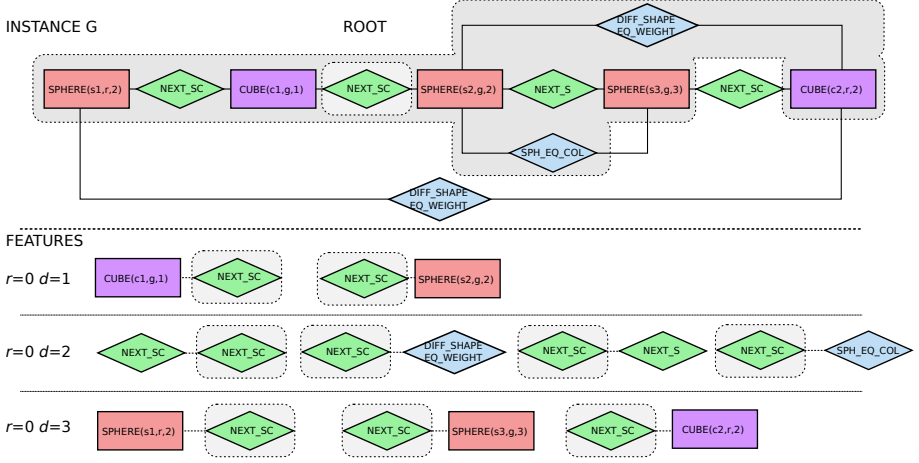 INSTANCE G
ROOT
DIFF_SHAPE
EQ_WEIGHT
SPHERE(s1,r,2)
NEXT_SC
CUBE(c1,g,1)
NEXT_SC
SPHERE(s2,g,2)
NEXT_S
SPHERE(s3,g,3)
NEXT_SC
CUBE(c2,r,2)
SPH_EQ_COL
DIFF_SHAPE
EQ_WEIGHT
FEATURES
r=0 d=1
CUBE(c1,g,1)
NEXT_SC
NEXT_SC
SPHERE(s2,g,2)
r=0 d=2
NEXT_SC
NEXT_SC
NEXT_SC
DIFF_SHAPE
EQ_WEIGHT
NEXT_SC
NEXT_S
NEXT_SC
SPH_EQ_COL
r=0 d=3
SPHERE(s1,r,2)
NEXT_SC
NEXT_SC
SPHERE(s3,g,3)
NEXT_SC
CUBE(c2,r,2)